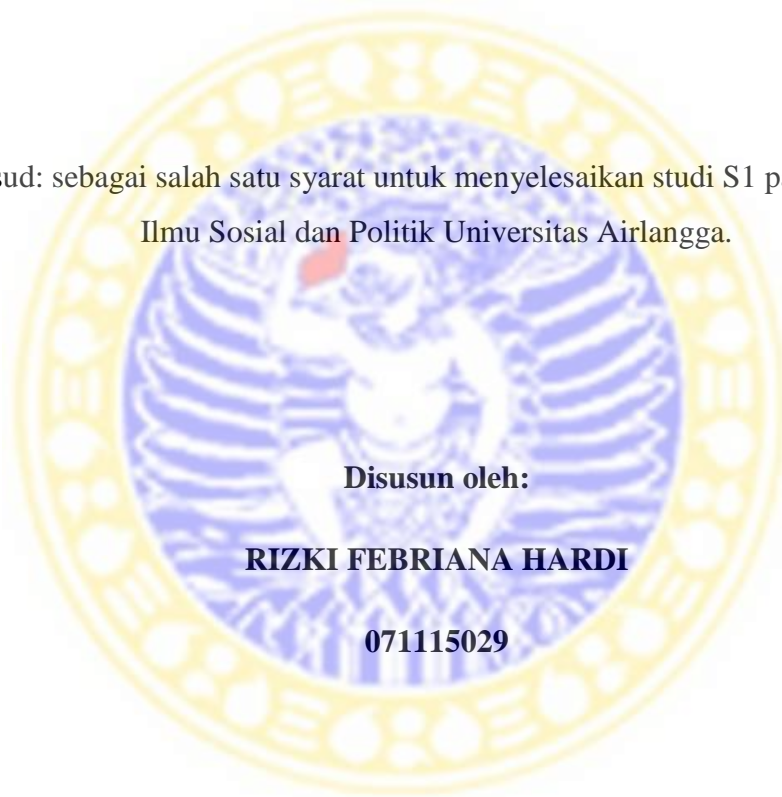 sud: sebagai salah satu syarat untuk menyelesaikan studi S1 p
Ilmu Sosial dan Politik Universitas Airlangga.
Disusun oleh:
RIZKI FEBRIANA HARDI
071115029